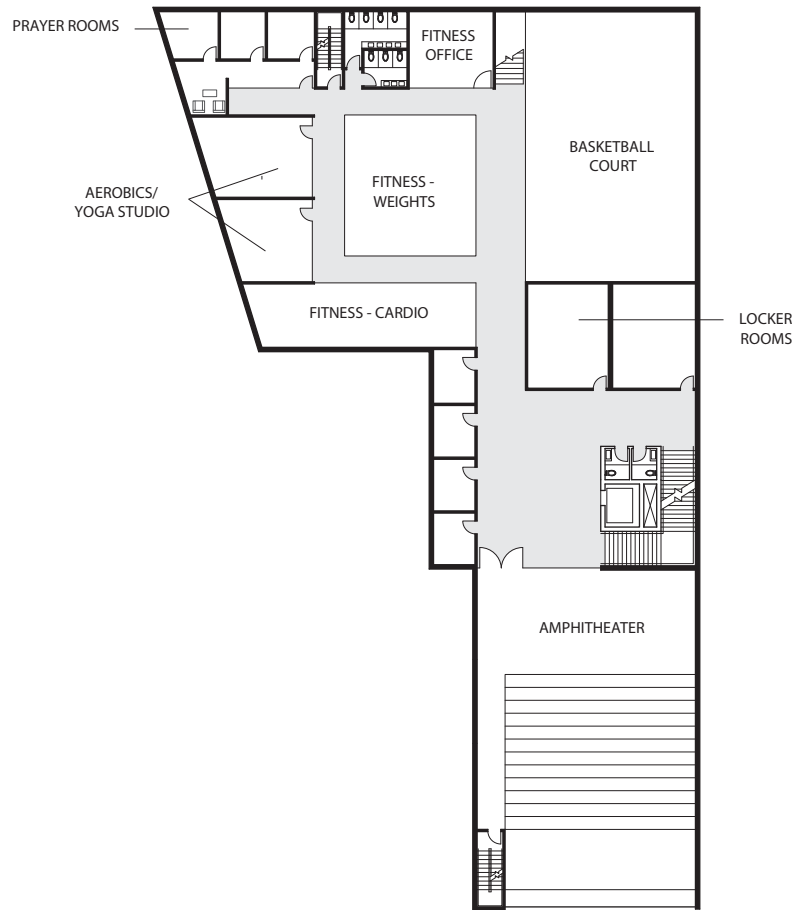 PRAYER ROOMS
FITNESS
OFFICE
BASKETBALL
COURT
AEROBICS/
YOGA STUDIO
FITNESS -
WEIGHTS
FITNESS - CARDIO
LOCKER
ROOMS
AMPHITHEATER